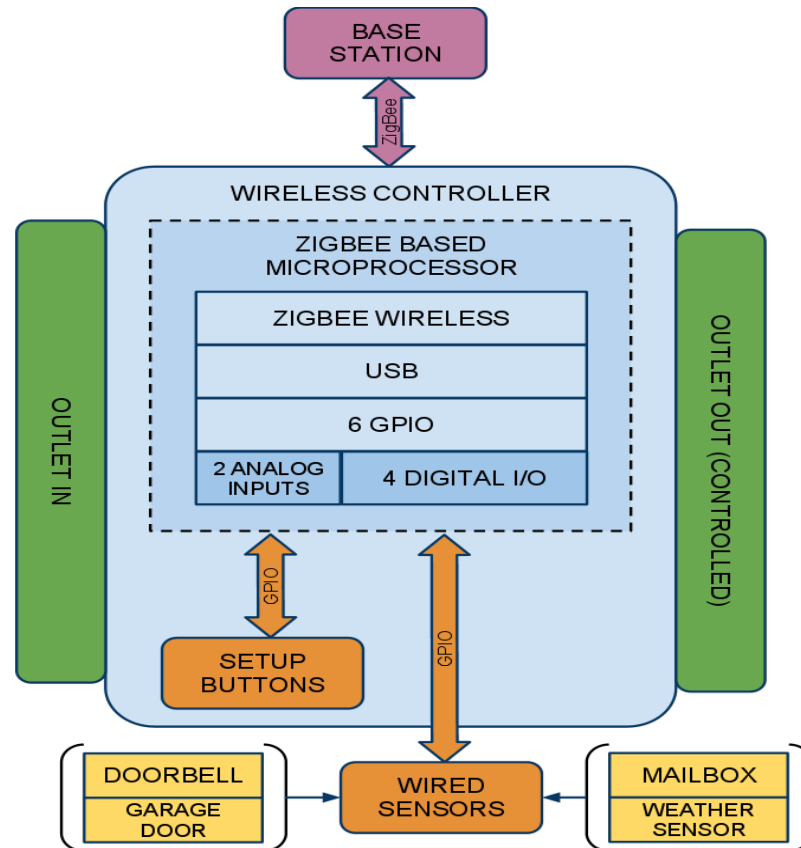 BASE
STATION
ZigBee
WIRELESS CONTROLLER
ZIGBEE BASED
MICROPROCESSOR
ZIGBEE WIRELESS
USB
6 GPIO
2 ANALOG
INPUTS
4 DIGITAL I/O
OUTLET IN
OUTLET OUT (CONTROLLED)
GPIO
GPIO
SETUP
BUTTONS
DOORBELL
GARAGE
DOOR
WIRED
SENSORS
MAILBOX
WEATHER
SENSOR